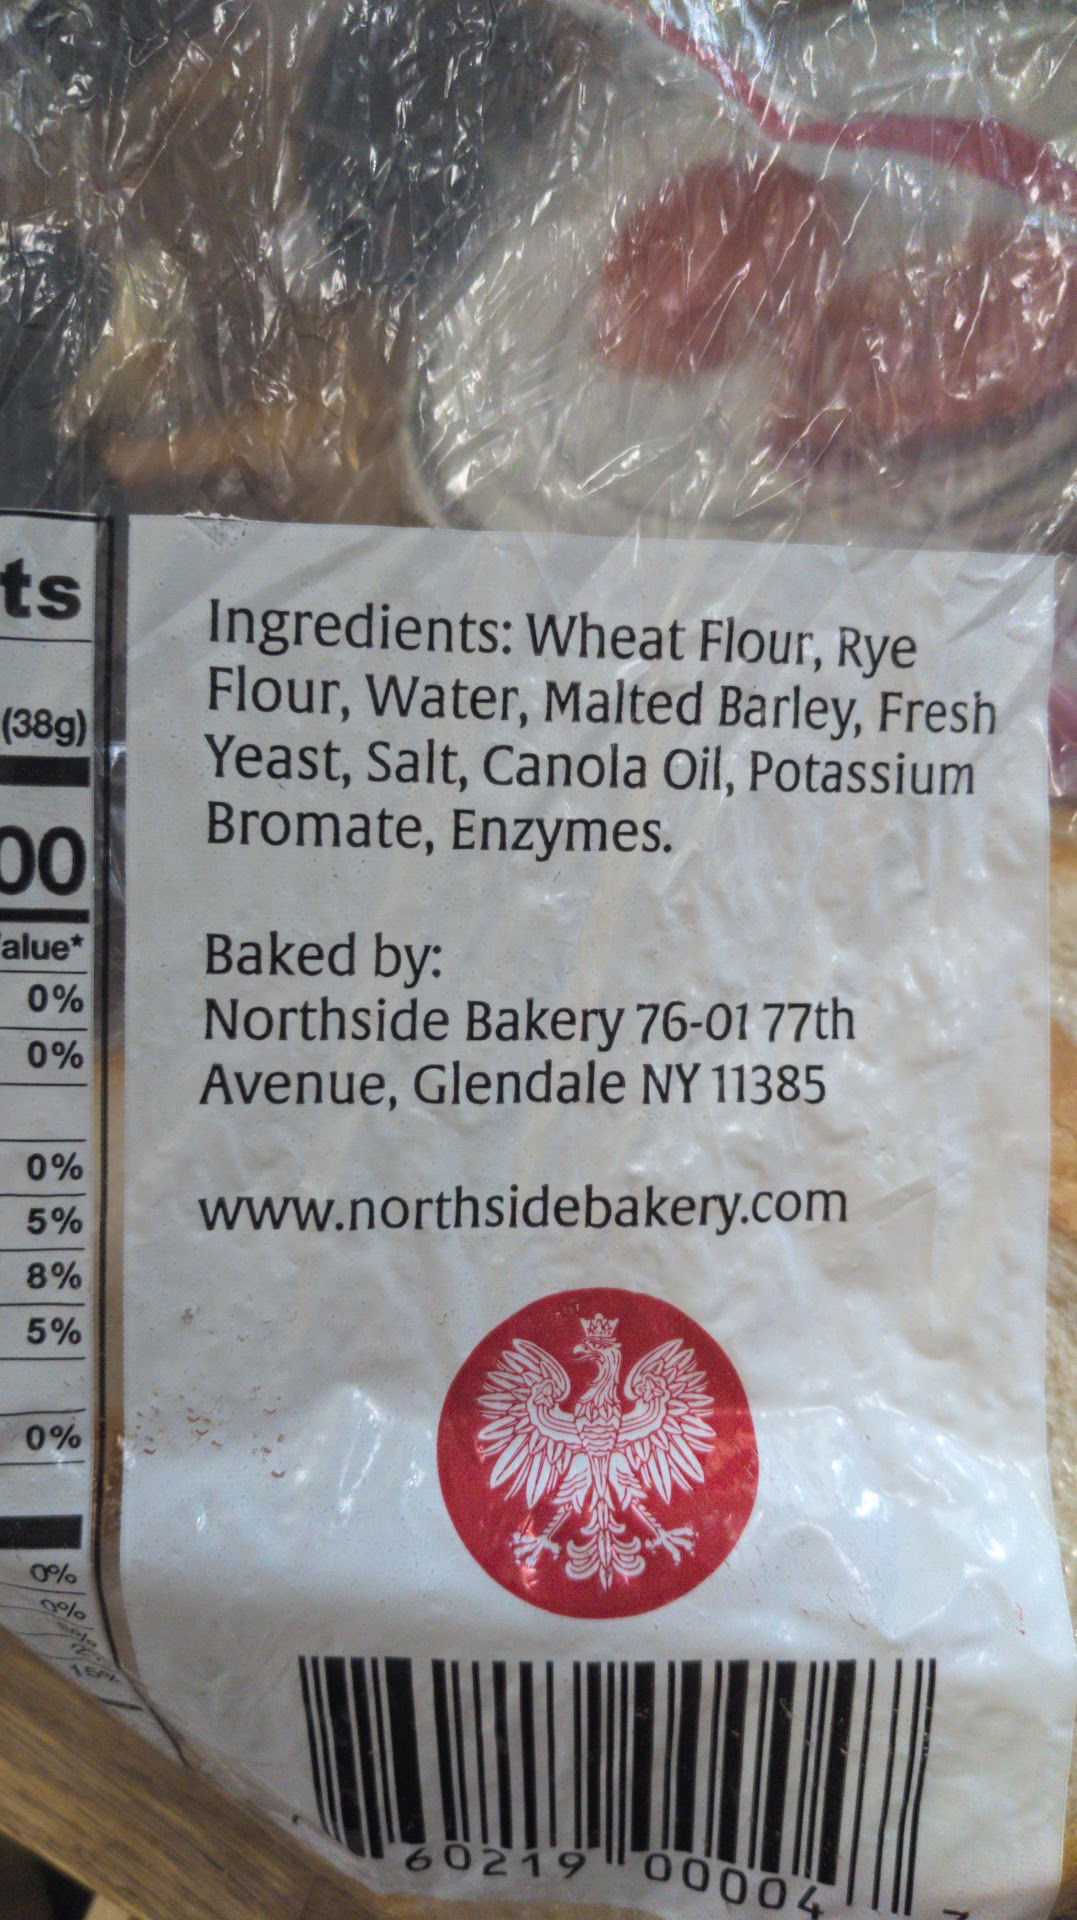 ts
(38g)
00
alue*
0%
0%
0%
5%
8%
5%
0%
0%
0%
15%
Ingredients: Wheat Flour, Rye
Flour, Water, Malted Barley, Fresh
Yeast, Salt, Canola Oil, Potassium
Bromate, Enzymes.
Baked by:
Northside Bakery 76-01 77th
Avenue, Glendale NY 11385
www.northsidebakery.com
60219 00004